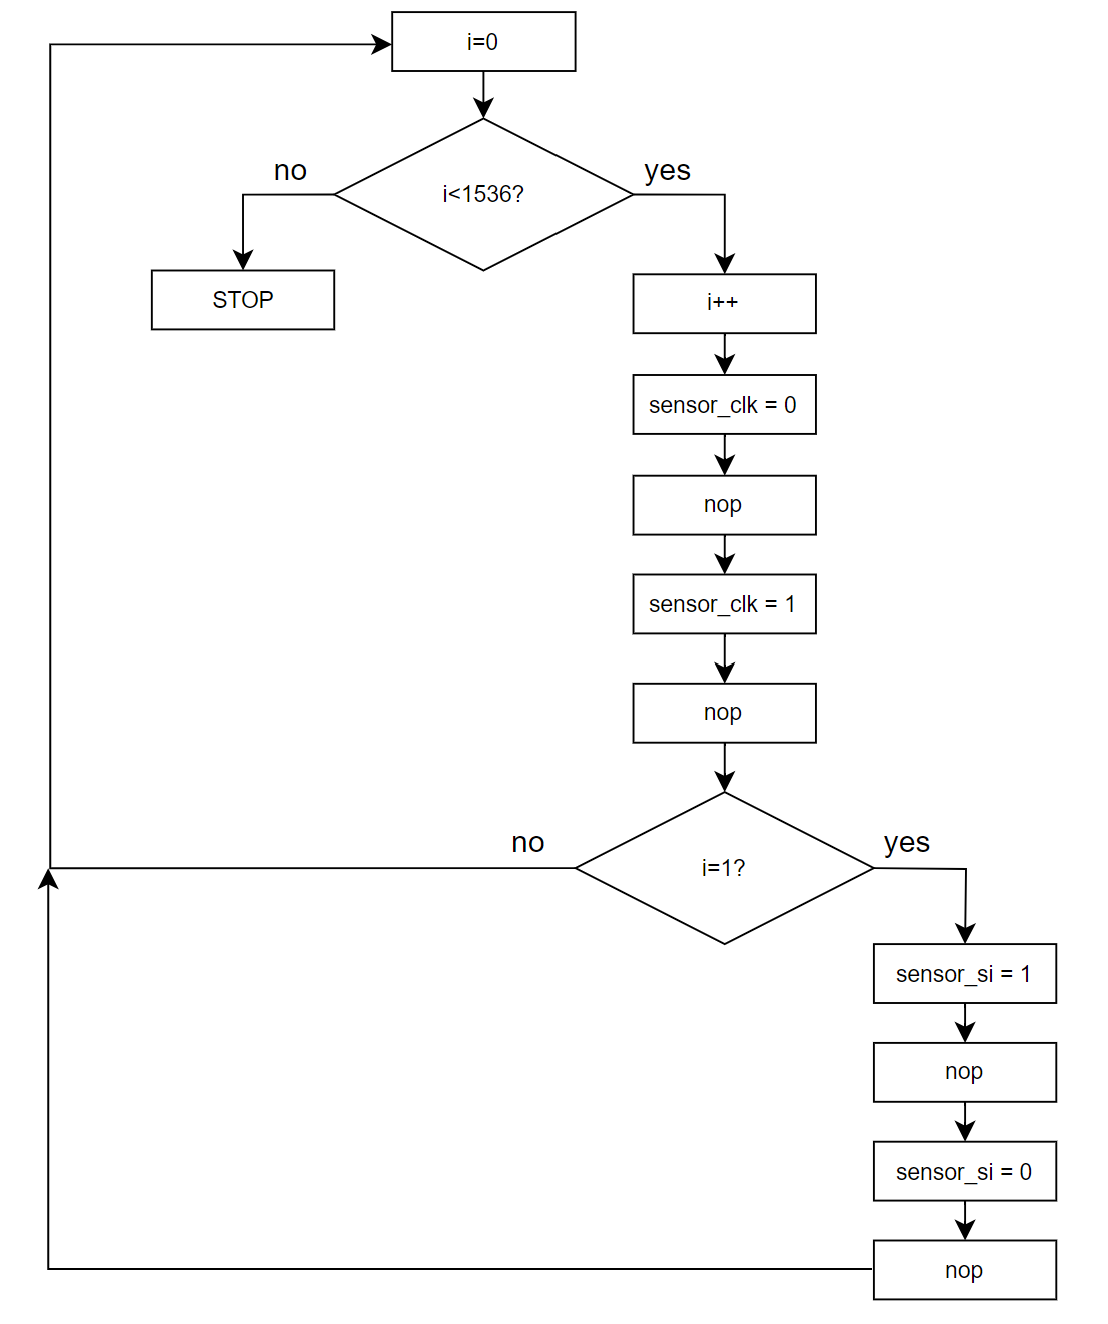 i=0
no
yes
i<1536?
STOP
i++
sensor_clk = 0
nop
sensor_clk = 1
nop
no
yes
i=1?
sensor_si = 1
nop
sensor_si = 0
nop